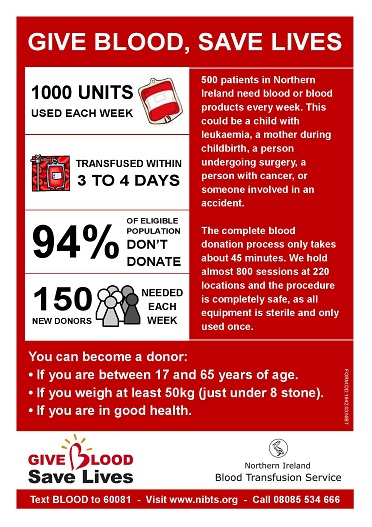 GIVE BLOOD, SAVE LIVES
1000 UNITS
USED EACH WEEK
TRANSFUSED WITHIN
3 TO 4 DAYS
94%
OF ELIGIBLE
POPULATION
DON'T
DONATE
150
NEW DONORS
NEEDED
EACH
WEEK
500 patients in Northern
Ireland need blood or blood
products every week. This
could be a child with
leukaemia, a mother during
childbirth, a person
undergoing surgery, a
person with cancer, or
someone involved in an
accident.
The complete blood
donation process only takes
about 45 minutes. We hold
almost 800 sessions at 220
locations and the procedure
is completely safe, as all
equipment is sterile and only
used once.
You can become a donor:
• If you are between 17 and 65 years of age.
• If you weigh at least 50kg (just under 8 stone).
• If you are in good health.
GIVE BLOOD
Save Lives
Northern Ireland
Blood Transfusion Service
Text BLOOD to 60081 - Visit www.nibts.org - Call 08085 534 666